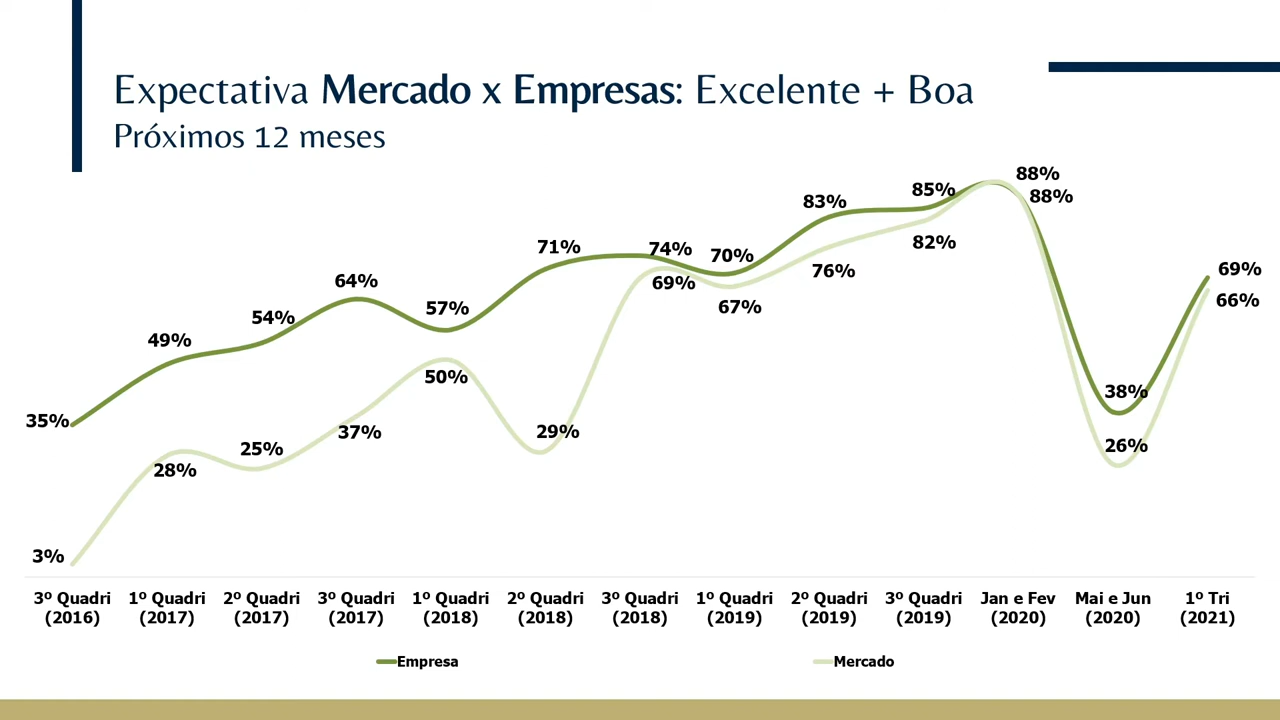 Expectativa Mercado x Empresas: Excelente + Boa
Próximos 12 meses
88%
88%
85%
83%
82%
76%
74%
70%
71%
69%
67%
69%
66%
64%
57%
54%
49%
50%
38%
35%
37%
29%
28%
25%
26%
3%
3º Quadri (2016)
1º Quadri (2017)
2º Quadri (2017)
3º Quadri (2017)
1º Quadri (2018)
2º Quadri (2018)
3º Quadri (2018)
1º Quadri (2019)
2º Quadri (2019)
3º Quadri (2019)
Jan e Fev (2020)
Mai e Jun (2020)
1º Tri (2021)
Empresa
Mercado